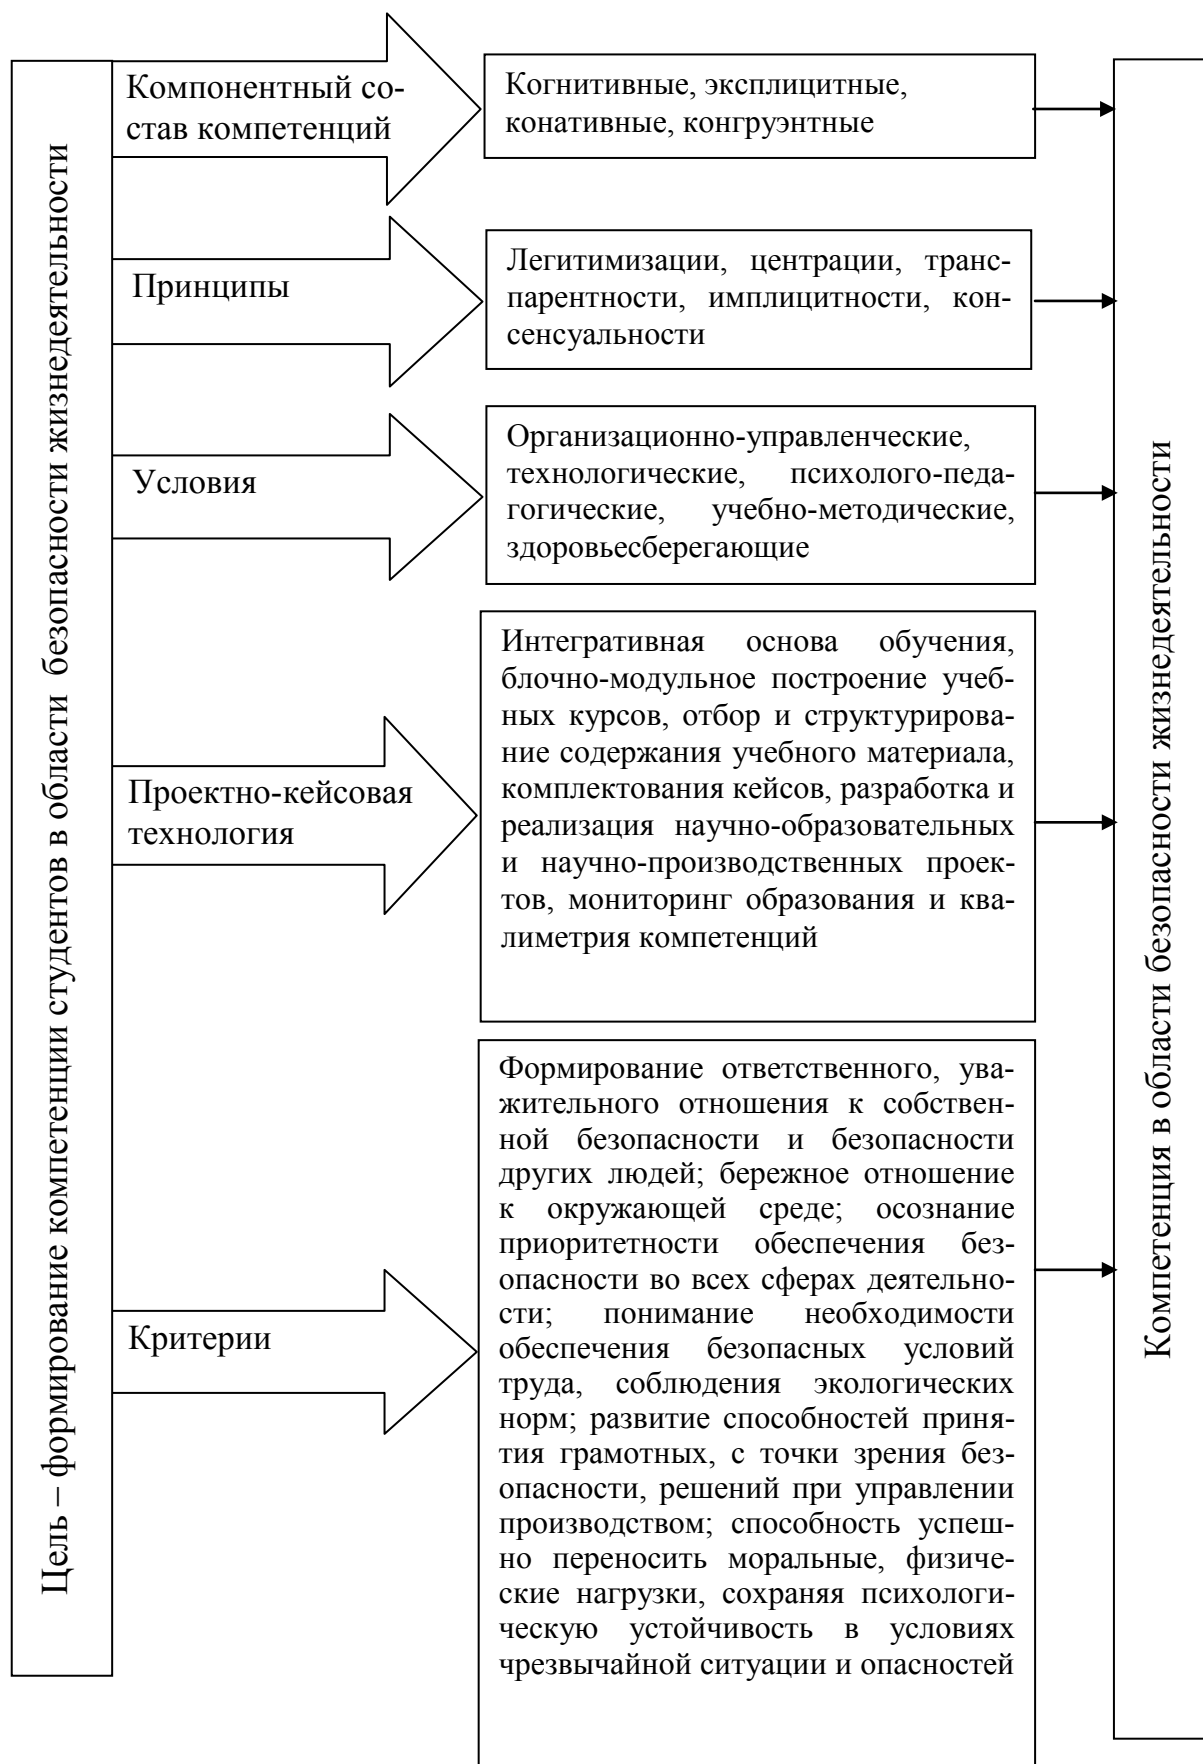 Цель – формирование компетенции студентов в области безопасности жизнедеятельности
Компонентный со-
став компетенций
Когнитивные, эксплицитные,
конативные, конгруэнтные
Принципы
Легитимизации, центрации, транс-
парентности, имплицитности, кон-
сенсуальности
Условия
Организационно-управленческие,
технологические, психолого-педа-
гогические, учебно-методические,
здоровьесберегающие
Проектно-кейсовая
технология
Интегративная основа обучения,
блочно-модульное построение учеб-
ных курсов, отбор и структурирова-
ние содержания учебного материала,
комплектования кейсов, разработка и
реализация научно-образовательных
и научно-производственных проек-
тов, мониторинг образования и ква-
лиметрия компетенций
Критерии
Формирование ответственного, ува-
жительного отношения к собствен-
ной безопасности и безопасности
других людей; бережное отношение
к окружающей среде; осознание
приоритетности обеспечения без-
опасности во всех сферах деятельно-
сти; понимание необходимости
обеспечения безопасных условий
труда, соблюдения экологических
норм; развитие способностей приня-
тия грамотных, с точки зрения без-
опасности, решений при управлении
производством; способность успеш-
но переносить моральные, физиче-
ские нагрузки, сохраняя психологи-
ческую устойчивость в условиях
чрезвычайной ситуации и опасностей
Компетенция в области безопасности жизнедеятельности